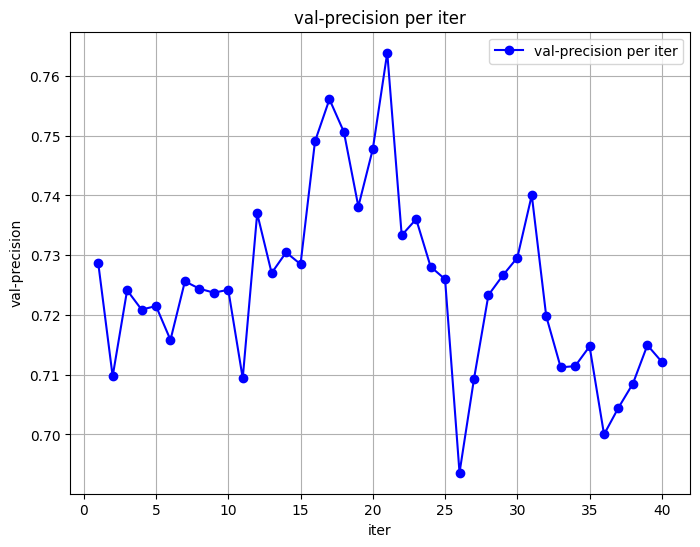 val-precision per iter
val-precision per iter
0.76
0.75
0.74
0.73
0.72
0.71
0.70
val-precision
0 5 10 15 20 25 30 35 40
iter